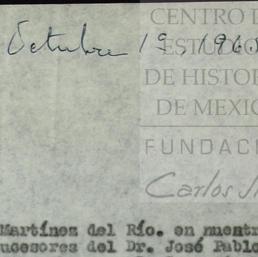 Octubre 19, 196
CENTRO D
ESTUD
DE HISTOR
DE MEXIC
FUNDACI
Carlos
Martínez del Río. en nuestr
ucesores del Dr. José Pablo